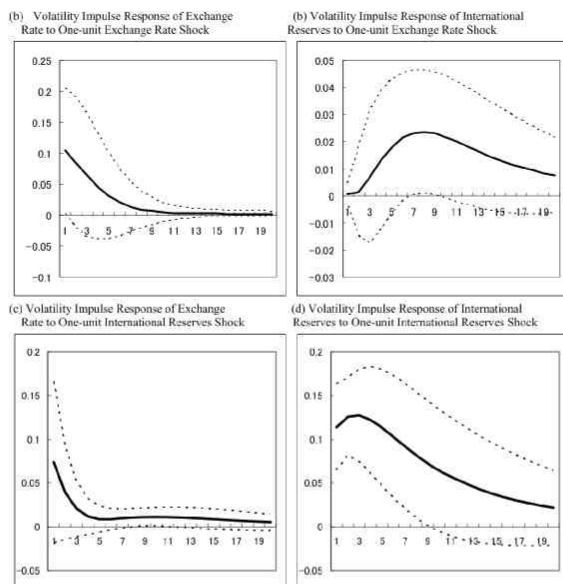 (b) Volatility Impulse Response of Exchange
Rate to One-unit Exchange Rate Shock
(b) Volatility Impulse Response of International
Reserves to One-unit Exchange Rate Shock
0.25
0.2
0.15
0.1
0.05
0
-0.05
-0.1
1 3 5 7 9 11 13 15 17 19
0.05
0.04
0.03
0.02
0.01
0
-0.01
-0.02
-0.03
1 3 5 7 9 11 13 15 17 19
(c) Volatility Impulse Response of Exchange
Rate to One-unit International Reserves Shock
(d) Volatility Impulse Response of International
Reserves to One-unit International Reserves Shock
0.2
0.15
0.1
0.05
0
-0.05
1 3 5 7 9 11 13 15 17 19
0.2
0.15
0.1
0.05
0
-0.05
1 3 5 7 9 11 13 15 17 19